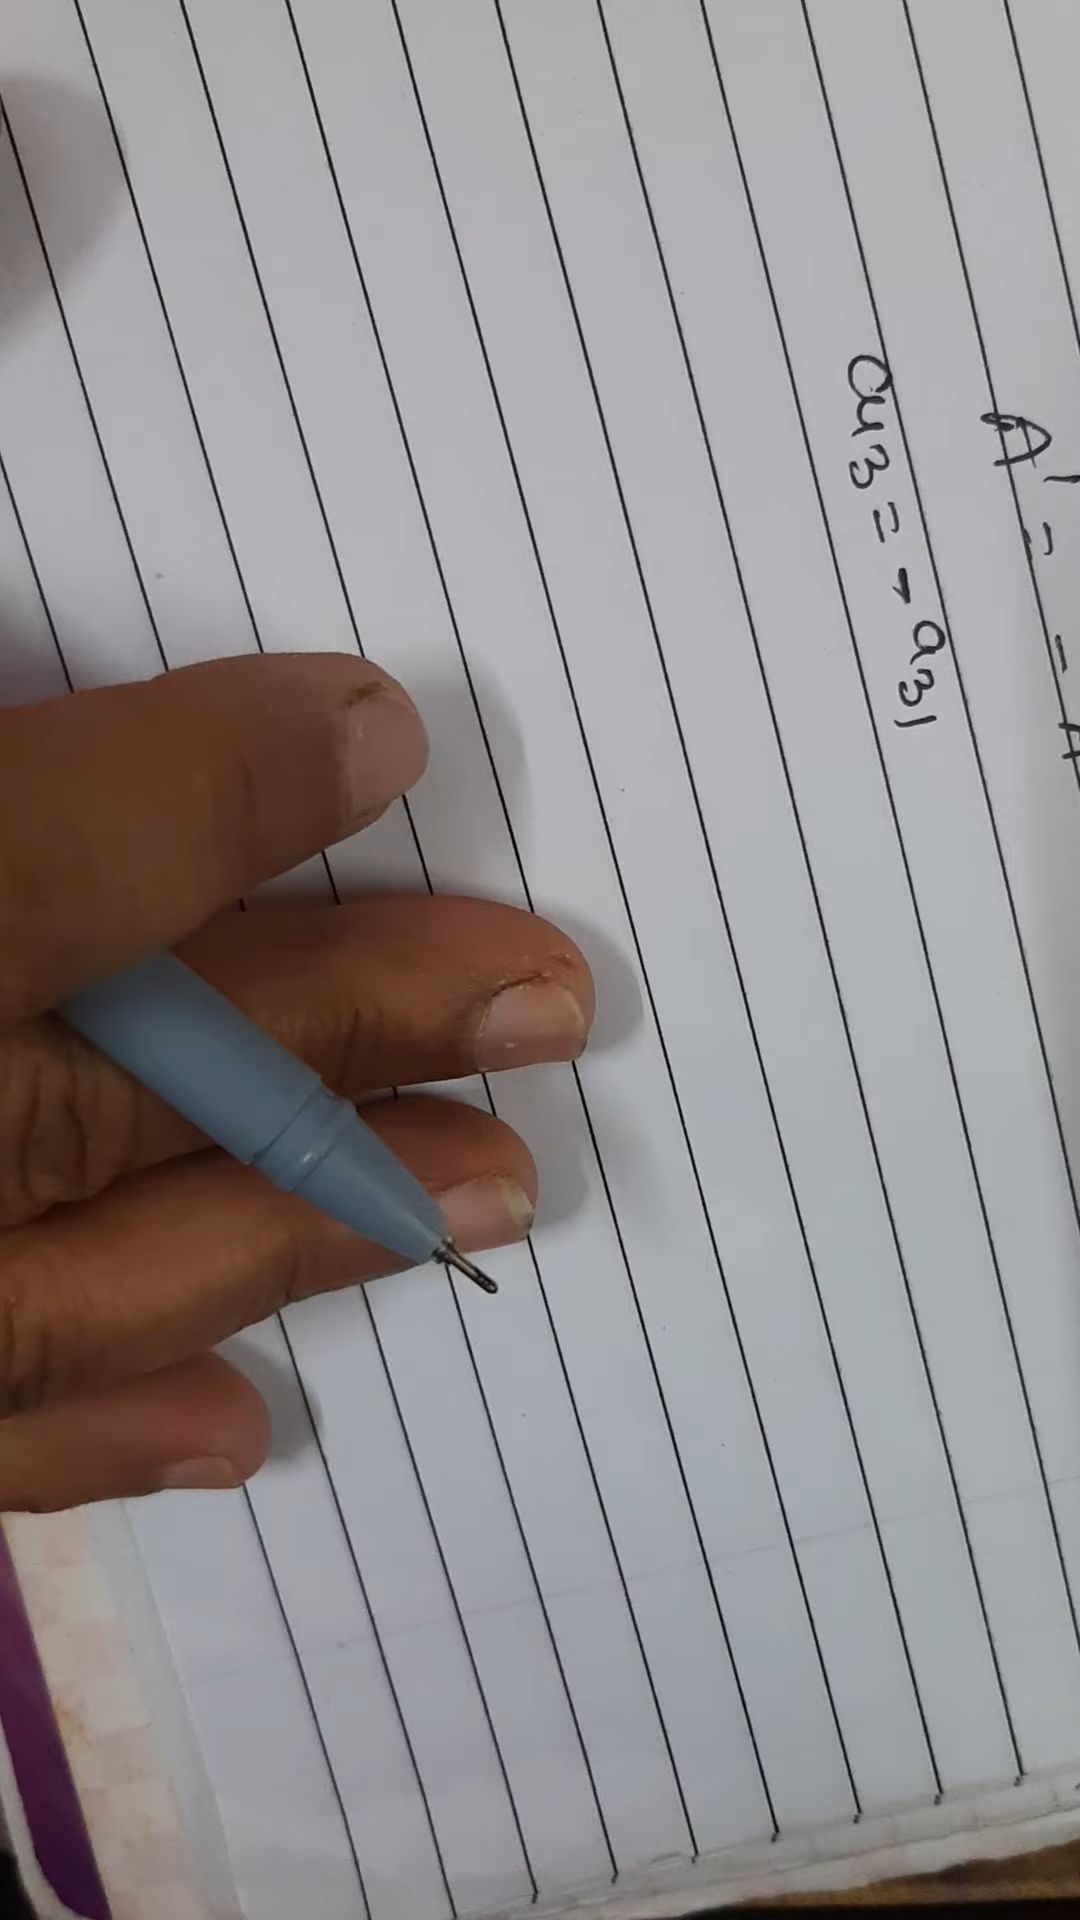 A' = - A
a43 = - a31